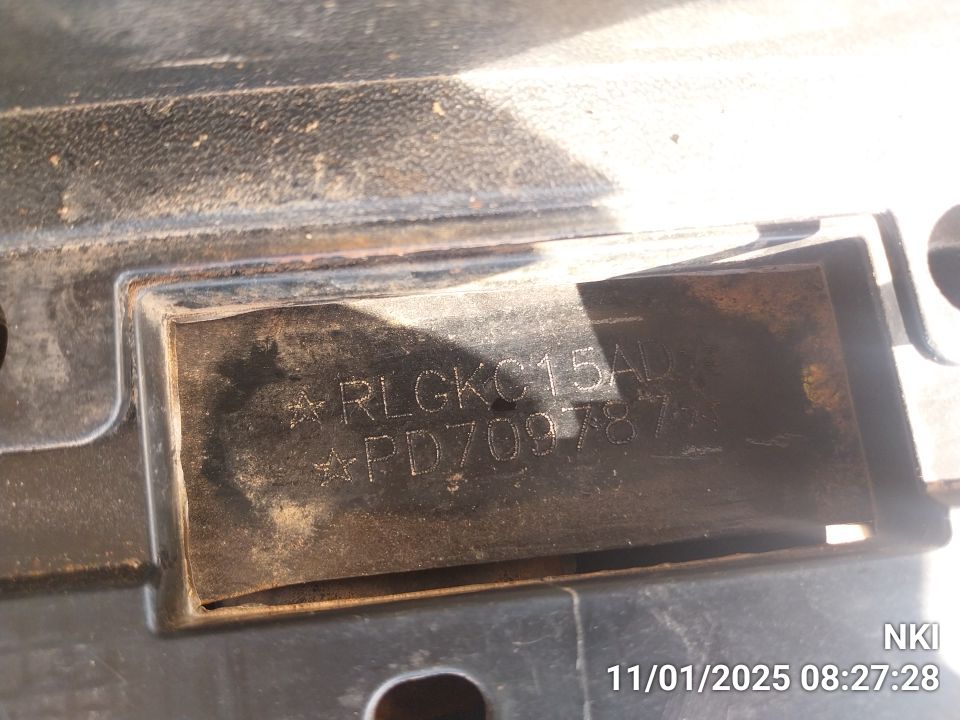 ☆RLGKC15AD☆
☆PD709787☆
NKI
11/01/2025 08:27:28